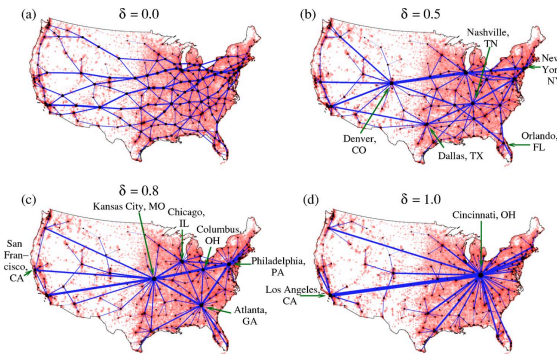 (a)
δ = 0.0
(b)
δ = 0.5
Nashville,
TN
New
York
NY
Denver,
CO
Dallas, TX
Orlando,
FL
(c)
δ = 0.8
Kansas City, MO
Chicago,
IL
Columbus,
OH
San
Fran–
cisco,
CA
Philadelphia,
PA
Atlanta,
GA
(d)
δ = 1.0
Cincinnati, OH
Los Angeles,
CA